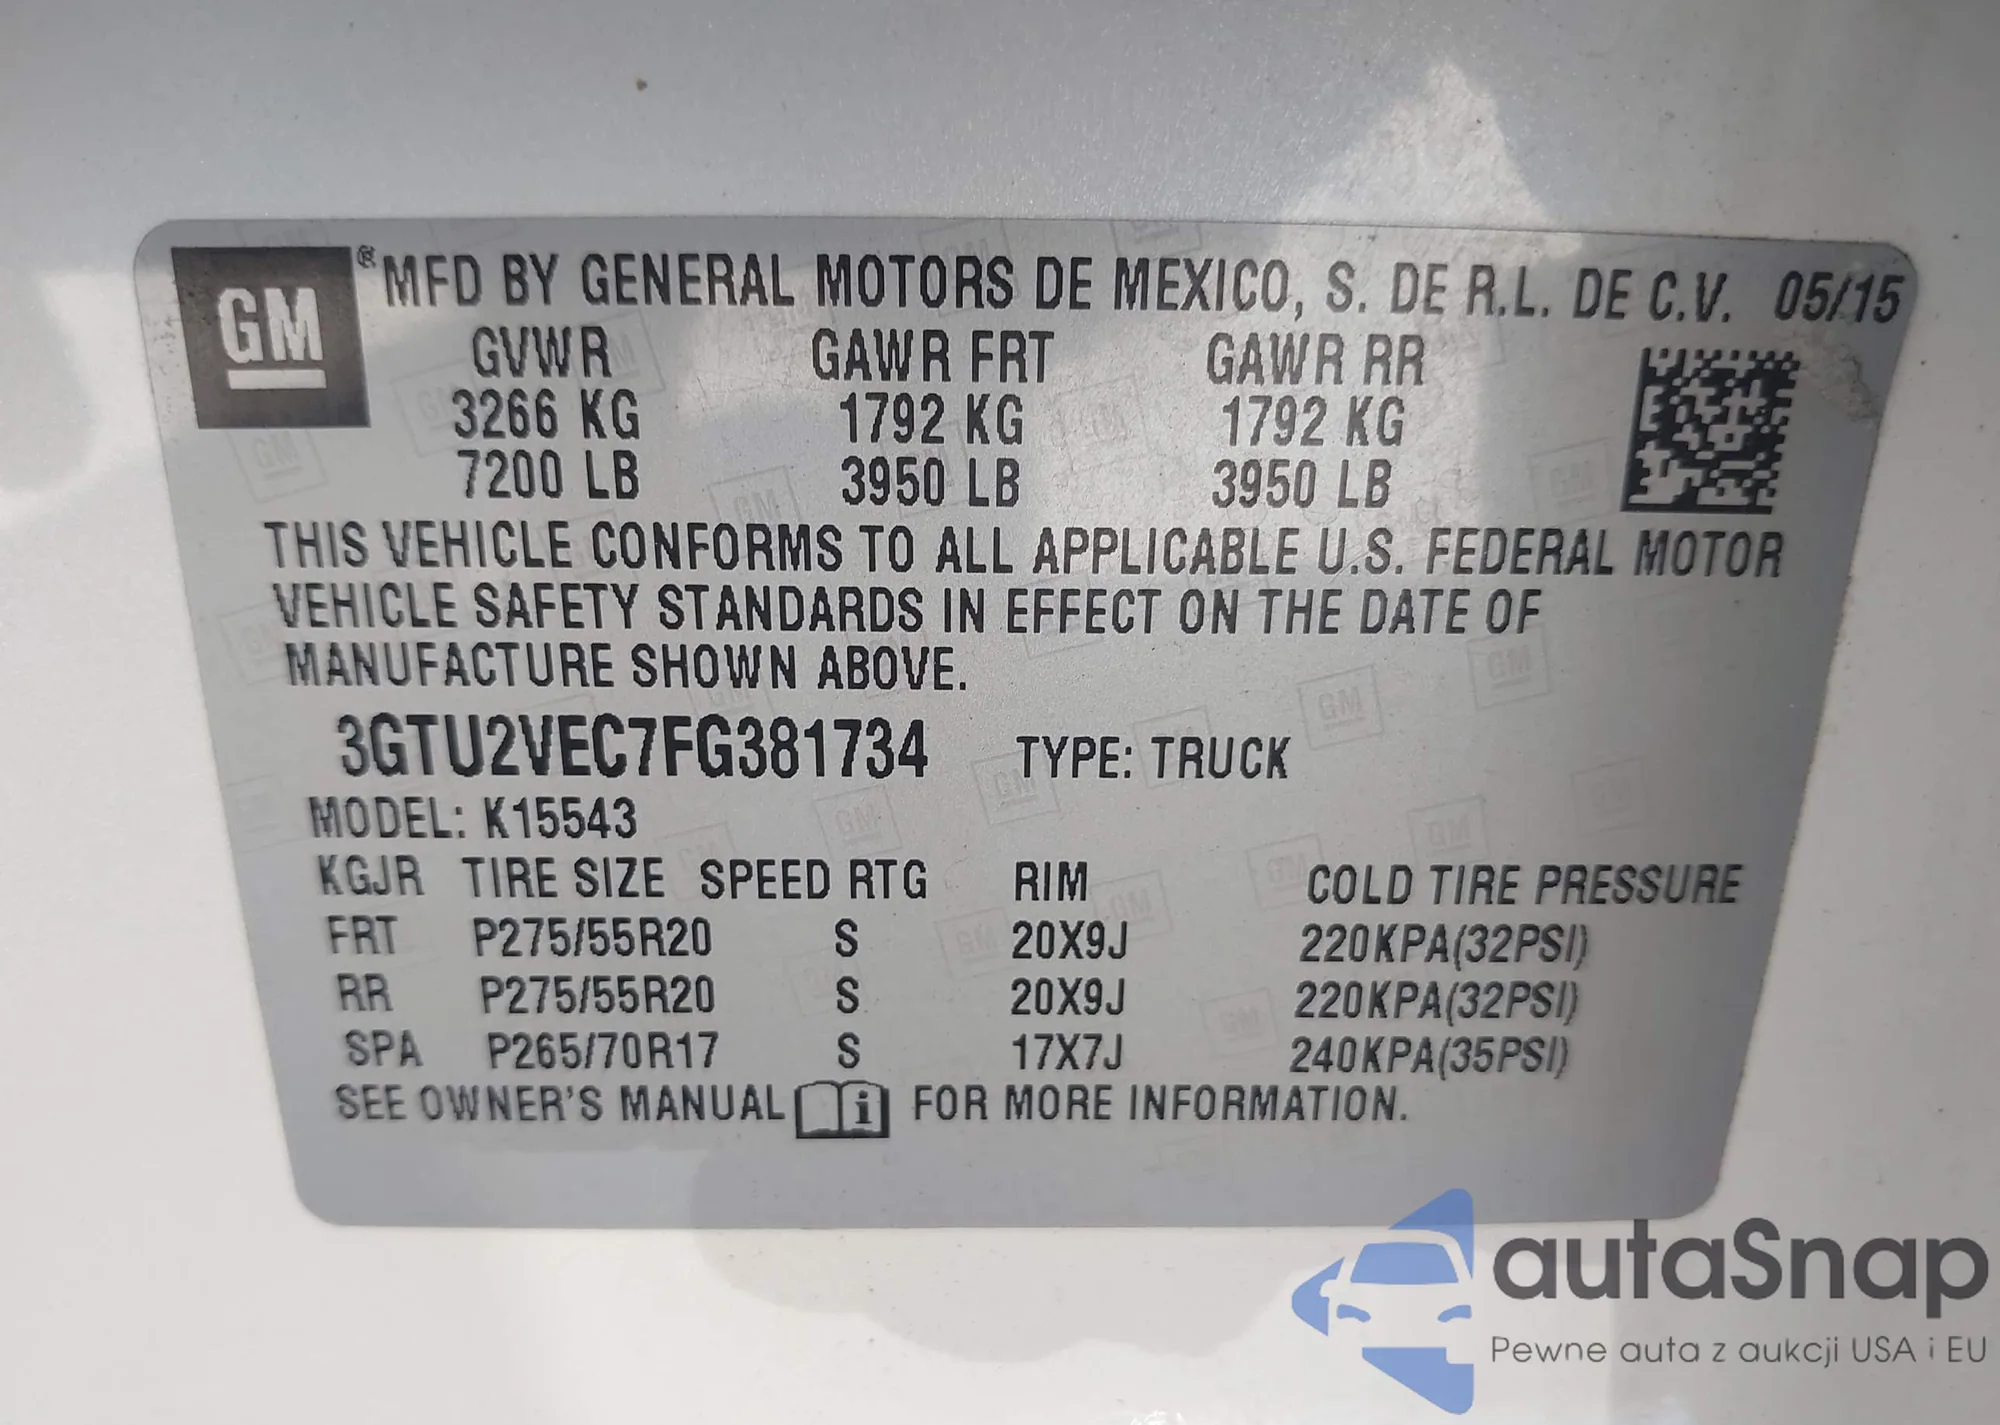 GM ® MFD BY GENERAL MOTORS DE MEXICO, S. DE R.L. DE C.V. 05/15
GVWR GAWR FRT GAWR RR
3266 KG 1792 KG 1792 KG
7200 LB 3950 LB 3950 LB
THIS VEHICLE CONFORMS TO ALL APPLICABLE U.S. FEDERAL MOTOR
VEHICLE SAFETY STANDARDS IN EFFECT ON THE DATE OF
MANUFACTURE SHOWN ABOVE.
3GTU2VEC7FG381734 TYPE: TRUCK
MODEL: K15543
KGJR TIRE SIZE SPEED RTG RIM COLD TIRE PRESSURE
FRT P275/55R20 S 20X9J 220KPA(32PSI)
RR P275/55R20 S 20X9J 220KPA(32PSI)
SPA P265/70R17 S 17X7J 240KPA(35PSI)
SEE OWNER'S MANUAL i FOR MORE INFORMATION.
autaSnap
Pewne auta z aukcji USA i EU